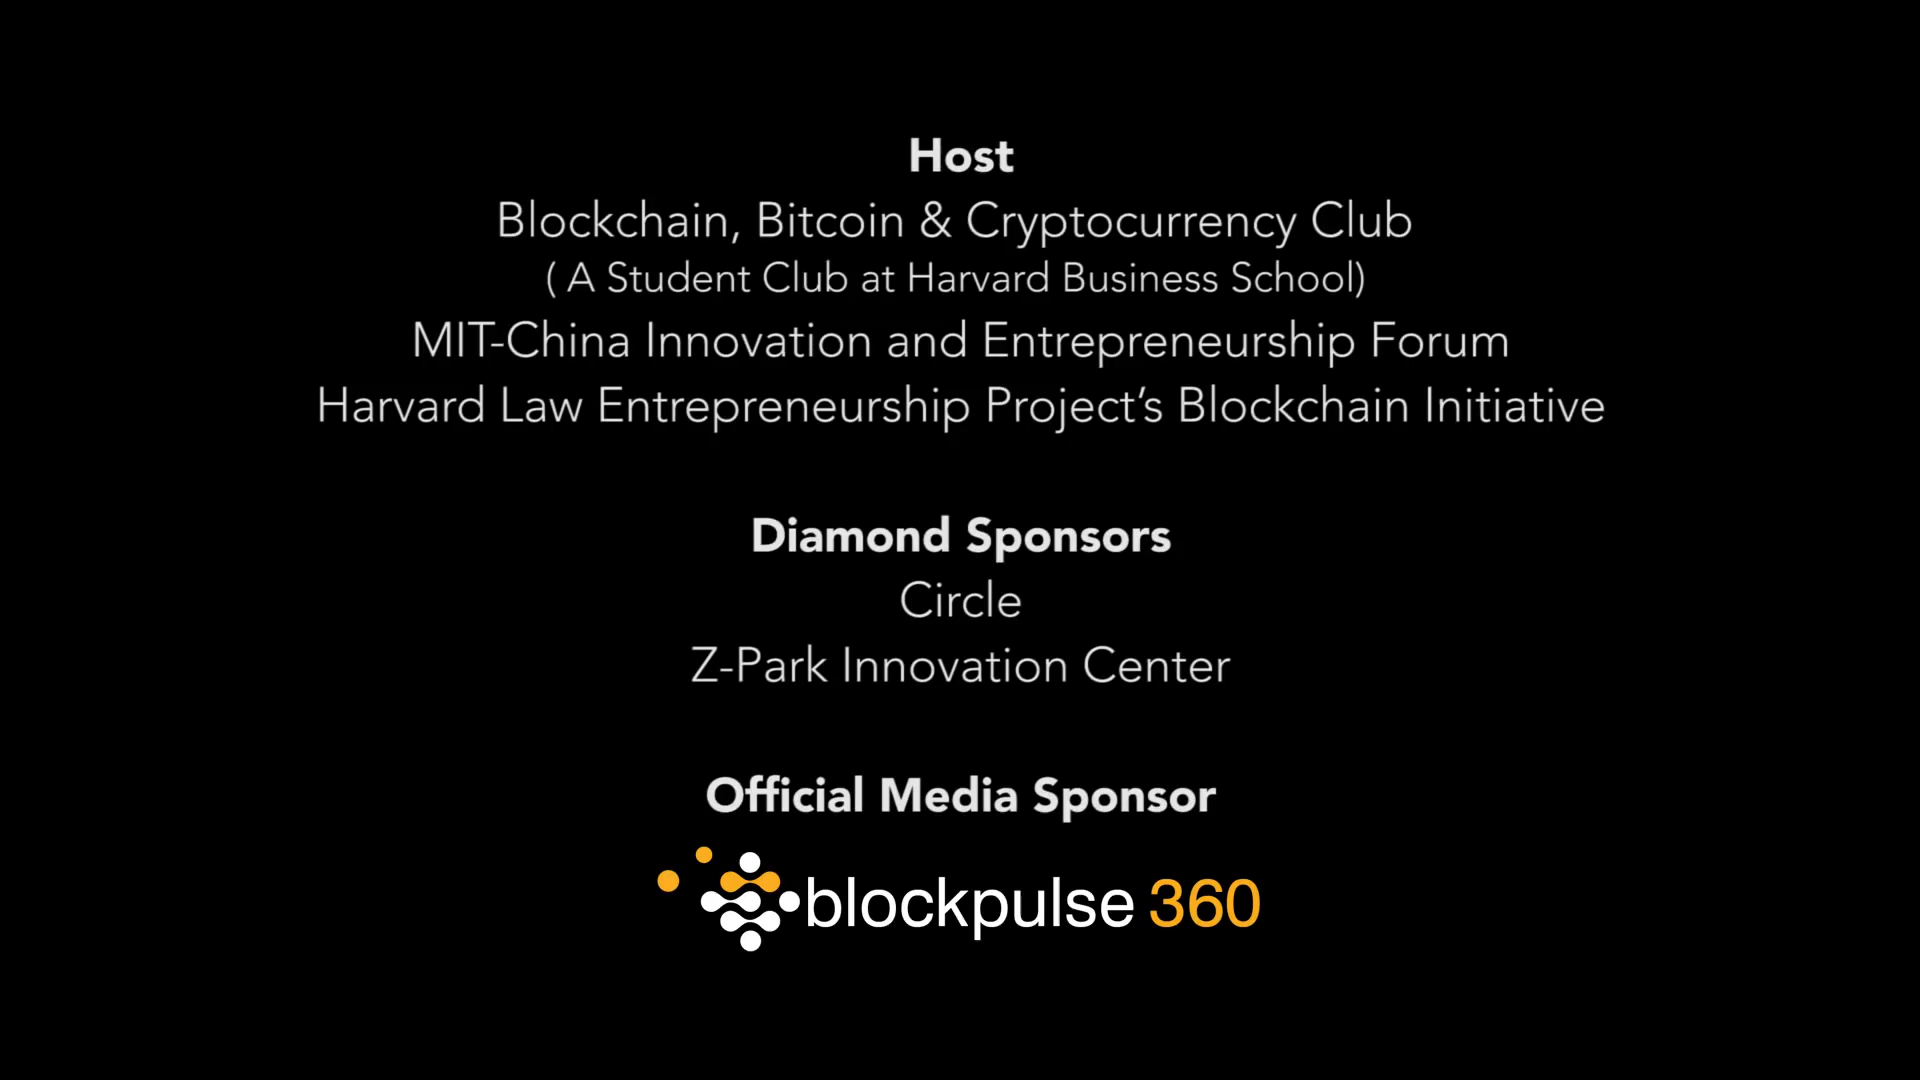 Host
Blockchain, Bitcoin & Cryptocurrency Club
( A Student Club at Harvard Business School)
MIT-China Innovation and Entrepreneurship Forum
Harvard Law Entrepreneurship Project’s Blockchain Initiative
Diamond Sponsors
Circle
Z-Park Innovation Center
Official Media Sponsor
blockpulse 360